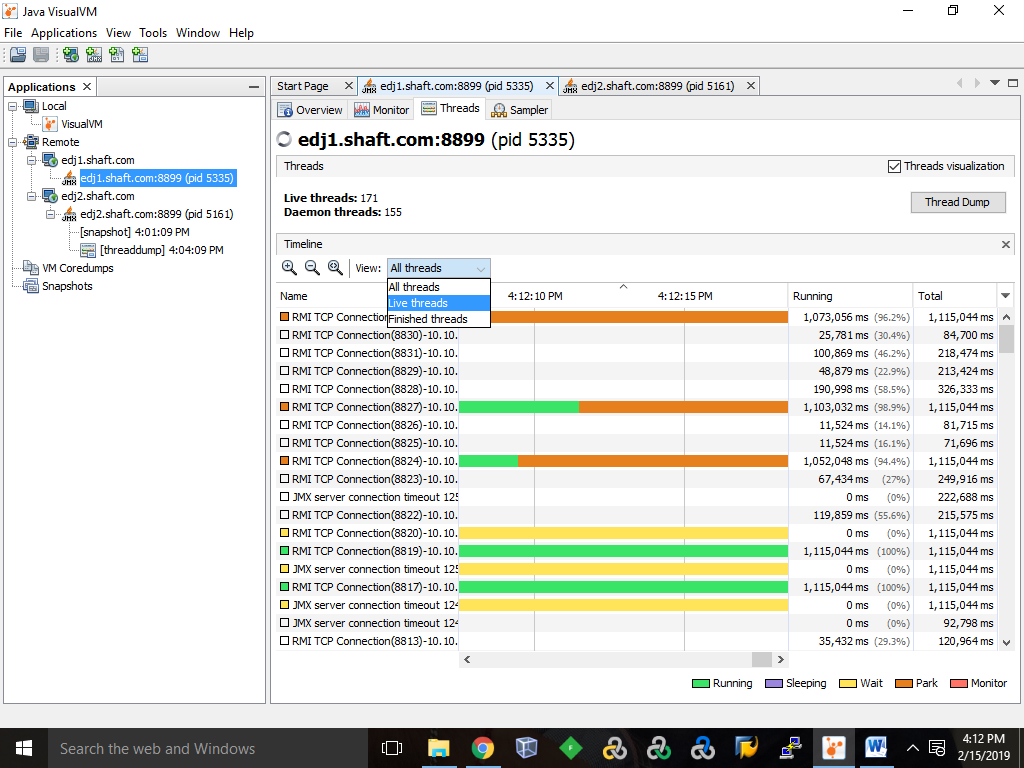 Java VisualVM
File Applications View Tools Window Help
Applications
Local
VisualVM
Remote
edj1.shaft.com
edj1.shaft.com:8899 (pid 5335)
edj2.shaft.com
edj2.shaft.com:8899 (pid 5161)
[snapshot] 4:01:09 PM
[threaddump] 4:04:09 PM
VM Coredumps
Snapshots
Start Page edj1.shaft.com:8899 (pid 5335) edj2.shaft.com:8899 (pid 5161)
Overview Monitor Threads Sampler
edj1.shaft.com:8899 (pid 5335)
Threads Threads visualization
Live threads: 171
Daemon threads: 155
Thread Dump
Timeline
View: All threads
All threads
Live threads
Finished threads
Name 4:12:10 PM 4:12:15 PM Running Total
RMI TCP Connection 1,073,056 ms (96.2%) 1,115,044 ms
RMI TCP Connection(8830)-10.10. 25,781 ms (30.4%) 84,700 ms
RMI TCP Connection(8831)-10.10. 100,869 ms (46.2%) 218,474 ms
RMI TCP Connection(8829)-10.10. 48,879 ms (22.9%) 213,424 ms
RMI TCP Connection(8828)-10.10. 190,998 ms (58.5%) 326,333 ms
RMI TCP Connection(8827)-10.10. 1,103,032 ms (98.9%) 1,115,044 ms
RMI TCP Connection(8826)-10.10. 11,524 ms (14.1%) 81,715 ms
RMI TCP Connection(8825)-10.10. 11,524 ms (16.1%) 71,696 ms
RMI TCP Connection(8824)-10.10. 1,052,048 ms (94.4%) 1,115,044 ms
RMI TCP Connection(8823)-10.10. 67,434 ms (27%) 249,916 ms
JMX server connection timeout 125 0 ms (0%) 222,688 ms
RMI TCP Connection(8822)-10.10. 119,859 ms (55.6%) 215,575 ms
RMI TCP Connection(8820)-10.10. 0 ms (0%) 1,115,044 ms
RMI TCP Connection(8819)-10.10. 1,115,044 ms (100%) 1,115,044 ms
JMX server connection timeout 125 0 ms (0%) 1,115,044 ms
RMI TCP Connection(8817)-10.10. 1,115,044 ms (100%) 1,115,044 ms
JMX server connection timeout 124 0 ms (0%) 1,115,044 ms
JMX server connection timeout 124 0 ms (0%) 92,798 ms
RMI TCP Connection(8813)-10.10. 35,432 ms (29.3%) 120,964 ms
Running Sleeping Wait Park Monitor
Search the web and Windows
4:12 PM
2/15/2019